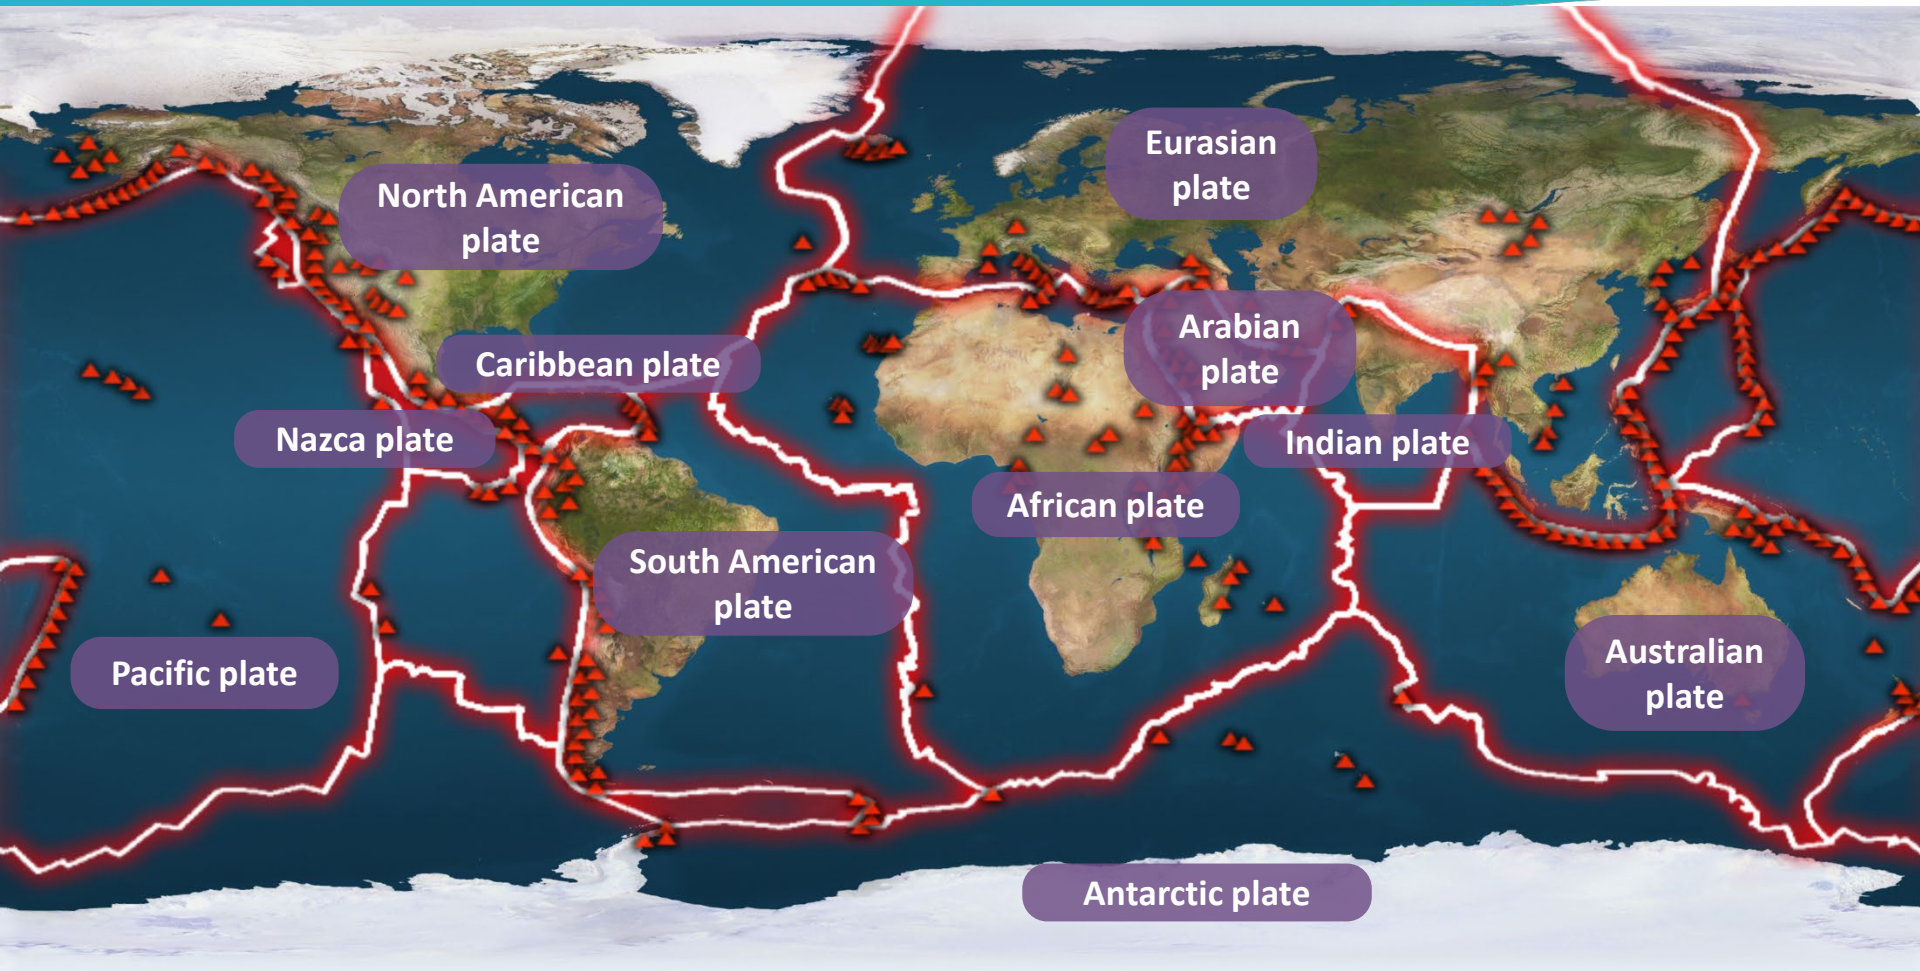 Eurasian
plate
North American
plate
Arabian
plate
Caribbean plate
Nazca plate
Indian plate
African plate
South American
plate
Pacific plate
Australian
plate
Antarctic plate